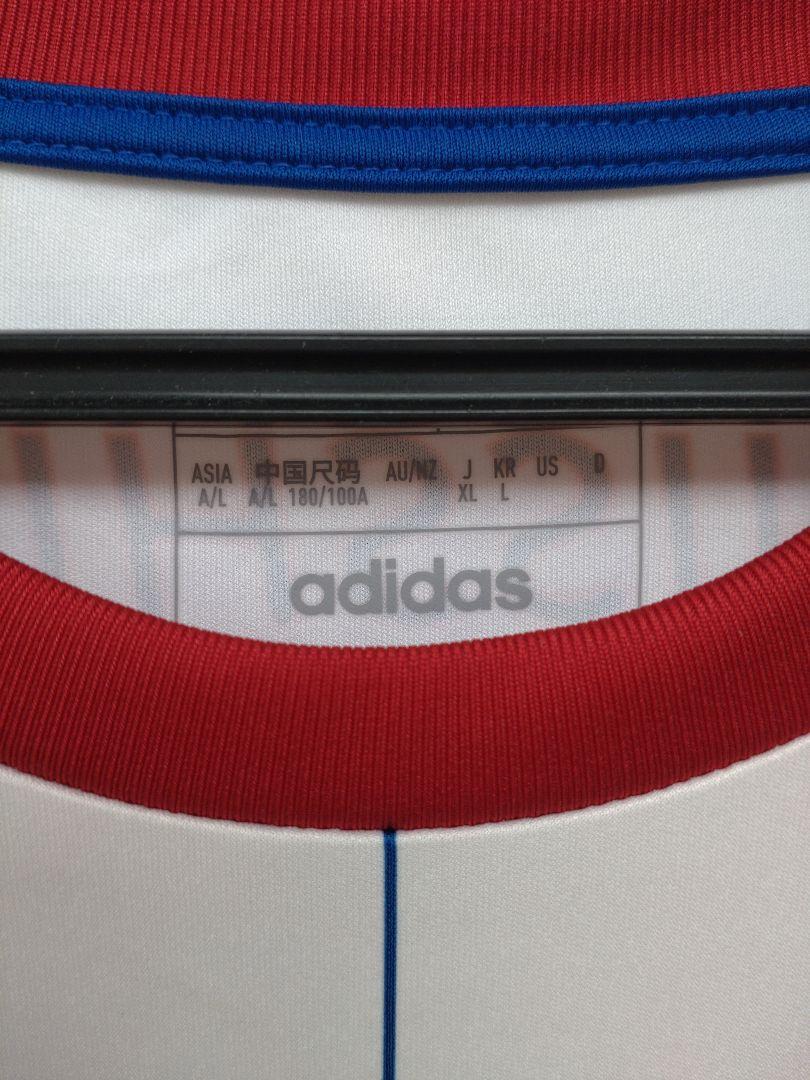 ASIA 中国尺码 AU/NZ J KR US D
A/L A/L 180/100A XL L
adidas